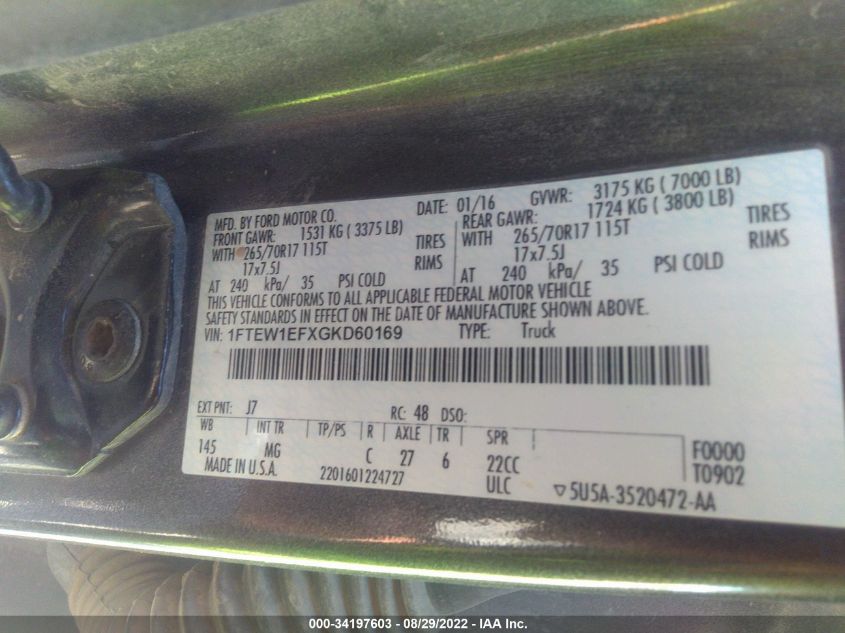 MFD. BY FORD MOTOR CO. DATE: 01/16 GVWR: 3175 KG ( 7000 LB)
FRONT GAWR: 1531 KG ( 3375 LB) REAR GAWR: 1724 KG ( 3800 LB)
WITH 265/70R17 115T TIRES WITH 265/70R17 115T TIRES
17x7.5J RIMS 17x7.5J RIMS
AT 240 kPa/ 35 PSI COLD AT 240 kPa/ 35 PSI COLD
THIS VEHICLE CONFORMS TO ALL APPLICABLE FEDERAL MOTOR VEHICLE
SAFETY STANDARDS IN EFFECT ON THE DATE OF MANUFACTURE SHOWN ABOVE.
VIN: 1FTEW1EFXGKD60169 TYPE: Truck
EXT PNT: J7 RC: 48 DSO:
WB INT TR TP/PS R AXLE TR SPR F0000
145 MG C 27 6 22CC T0902
MADE IN U.S.A. 2201601224727 ULC ▽5U5A-3520472-AA
000-34197603 - 08/29/2022 - IAA Inc.